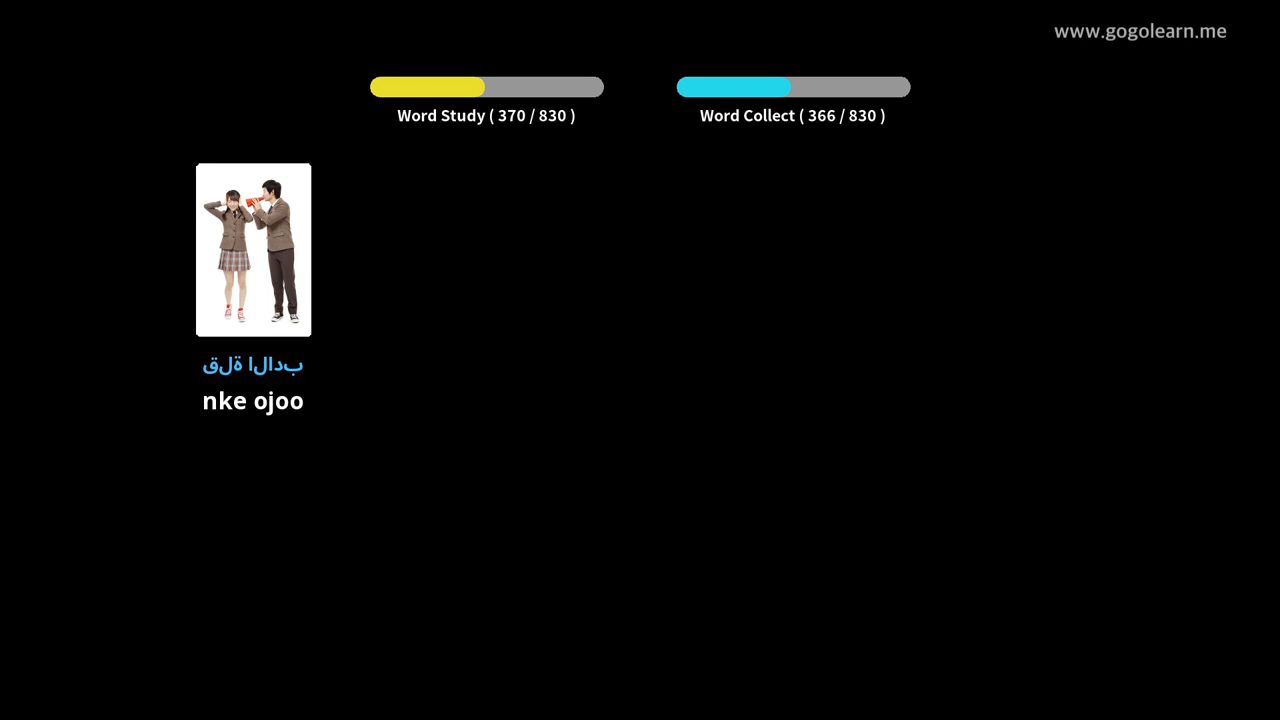 www.gogolearn.me
Word Study ( 370 / 830 )
Word Collect ( 366 / 830 )
قلة الادب
nke ojoo